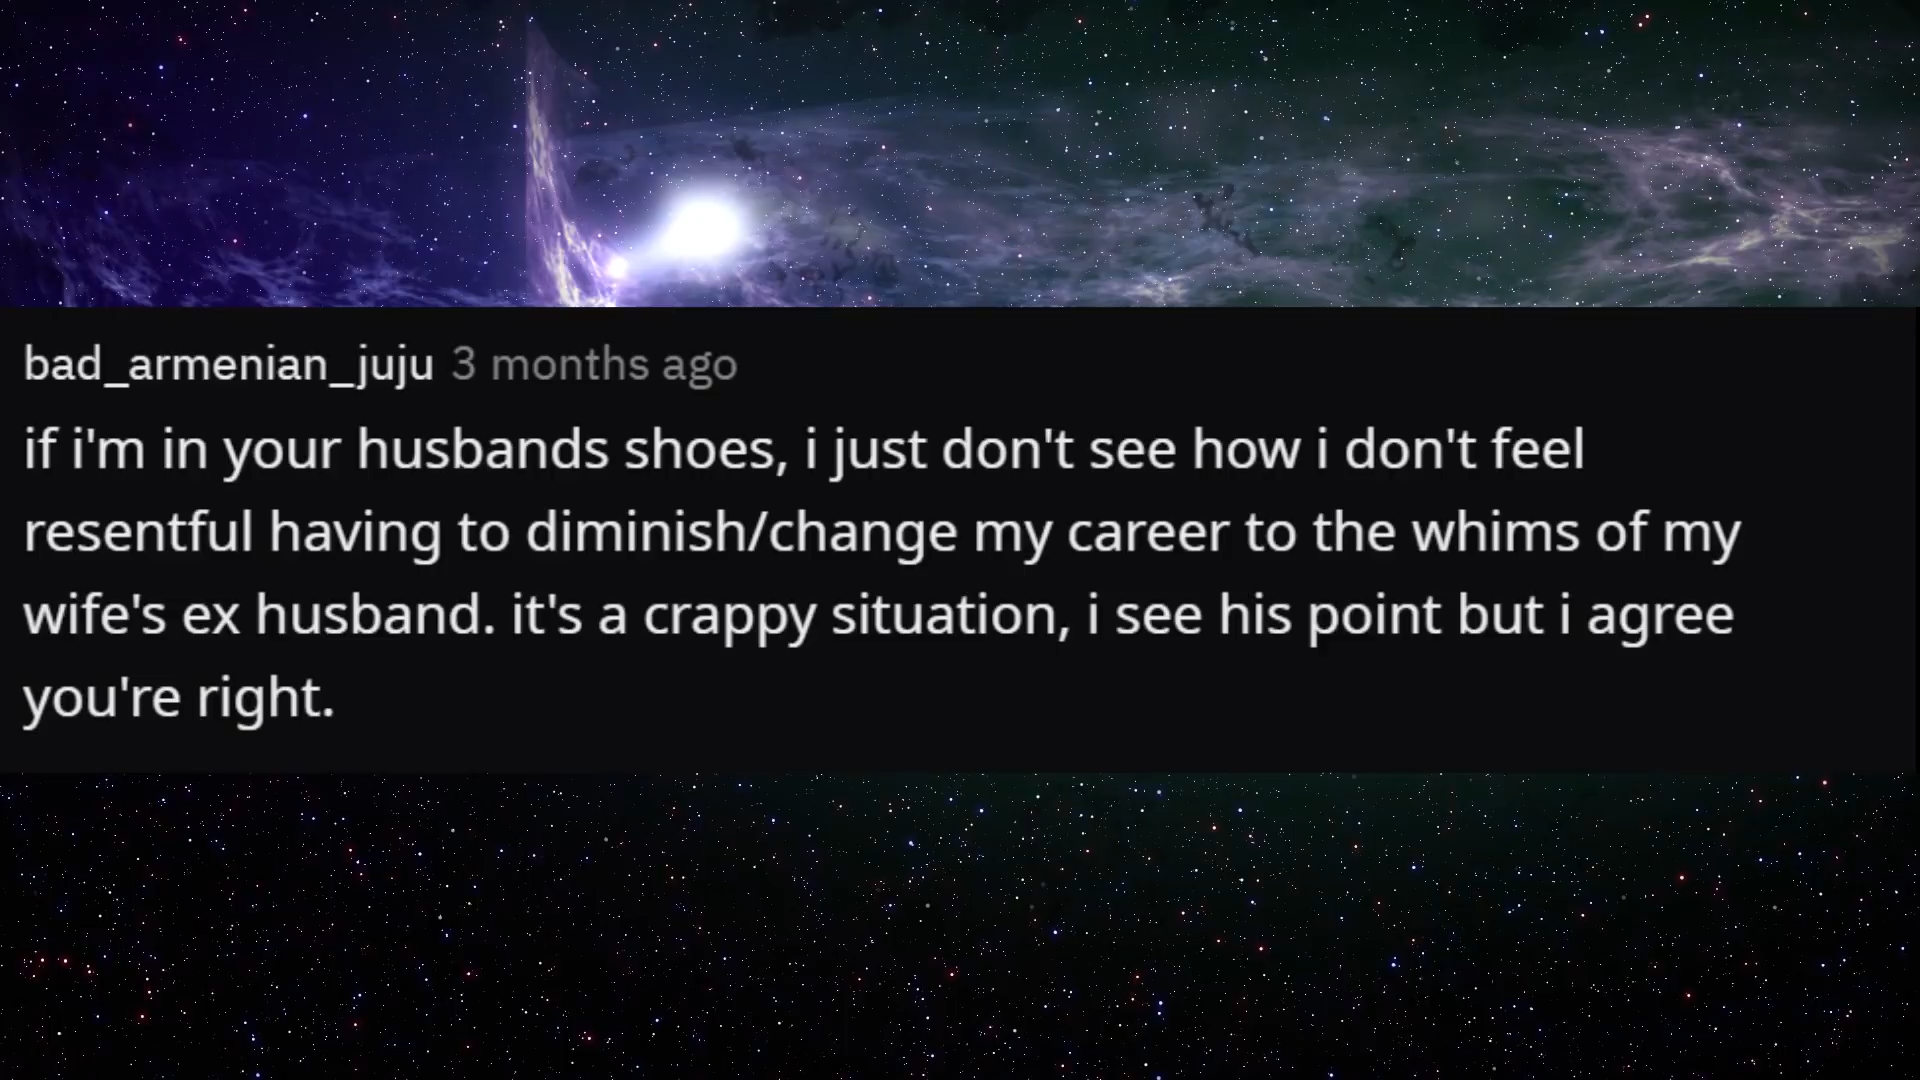 bad_armenian_juju 3 months ago
if i'm in your husbands shoes, i just don't see how i don't feel
resentful having to diminish/change my career to the whims of my
wife's ex husband. it's a crappy situation, i see his point but i agree
you're right.